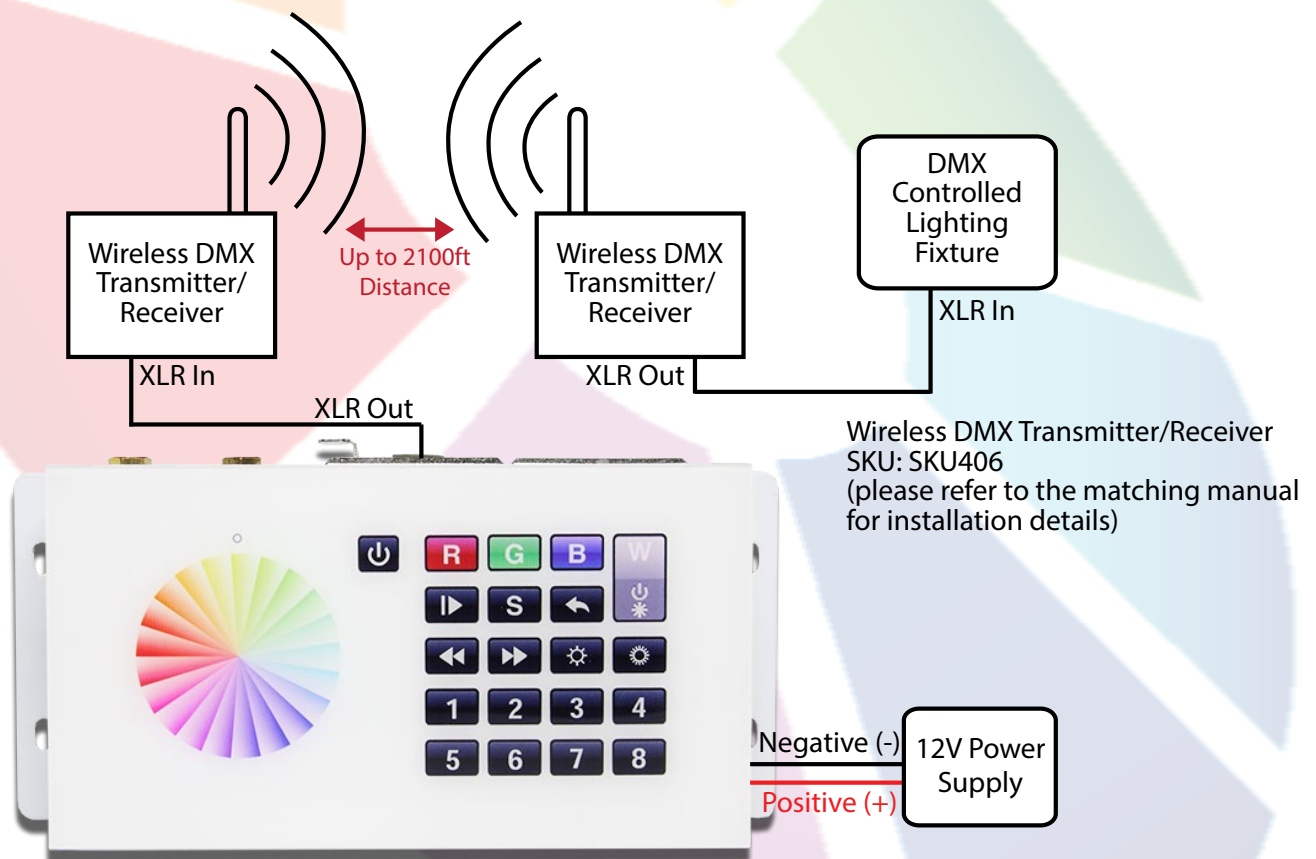 Wireless DMX
Transmitter/
Receiver
Up to 2100ft
Distance
Wireless DMX
Transmitter/
Receiver
DMX
Controlled
Lighting
Fixture
XLR In
XLR Out
XLR Out
XLR In
Wireless DMX Transmitter/Receiver
SKU: SKU406
(please refer to the matching manual
for installation details)
R G B W
S
1 2 3 4
5 6 7 8
Negative (-)
Positive (+)
12V Power
Supply